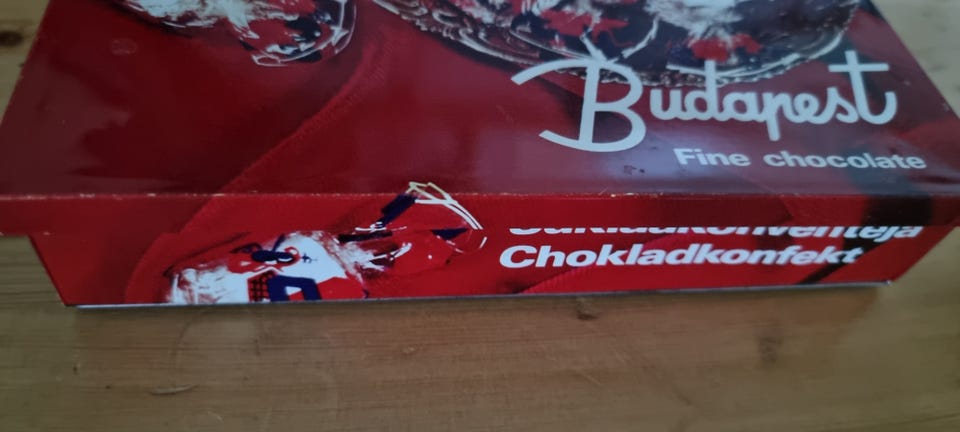 Budapest
Fine chocolate
Chokladkonfekt